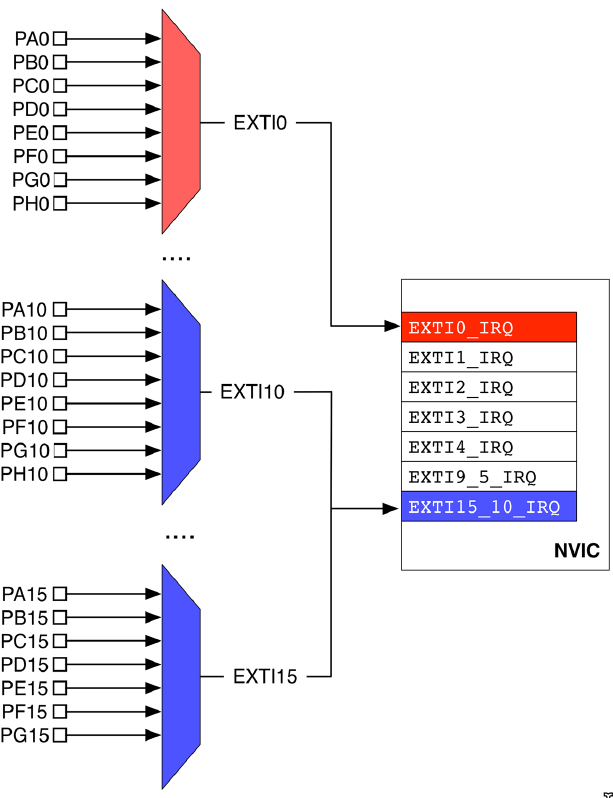 PA0
PB0
PC0
PD0
PE0
PF0
PG0
PH0
EXTI0
....
PA10
PB10
PC10
PD10
PE10
PF10
PG10
PH10
EXTI10
....
PA15
PB15
PC15
PD15
PE15
PF15
PG15
EXTI15
EXTI0_IRQ
EXTI1_IRQ
EXTI2_IRQ
EXTI3_IRQ
EXTI4_IRQ
EXTI9_5_IRQ
EXTI15_10_IRQ
NVIC